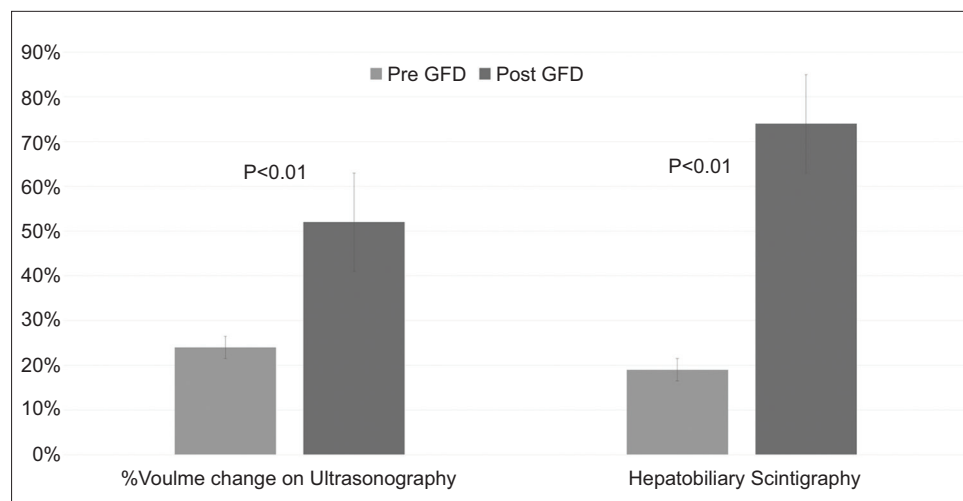 90%
80%
70%
60%
50%
40%
30%
20%
10%
0%
Pre GFD Post GFD
P<0.01
P<0.01
%Voulme change on Ultrasonography
Hepatobiliary Scintigraphy